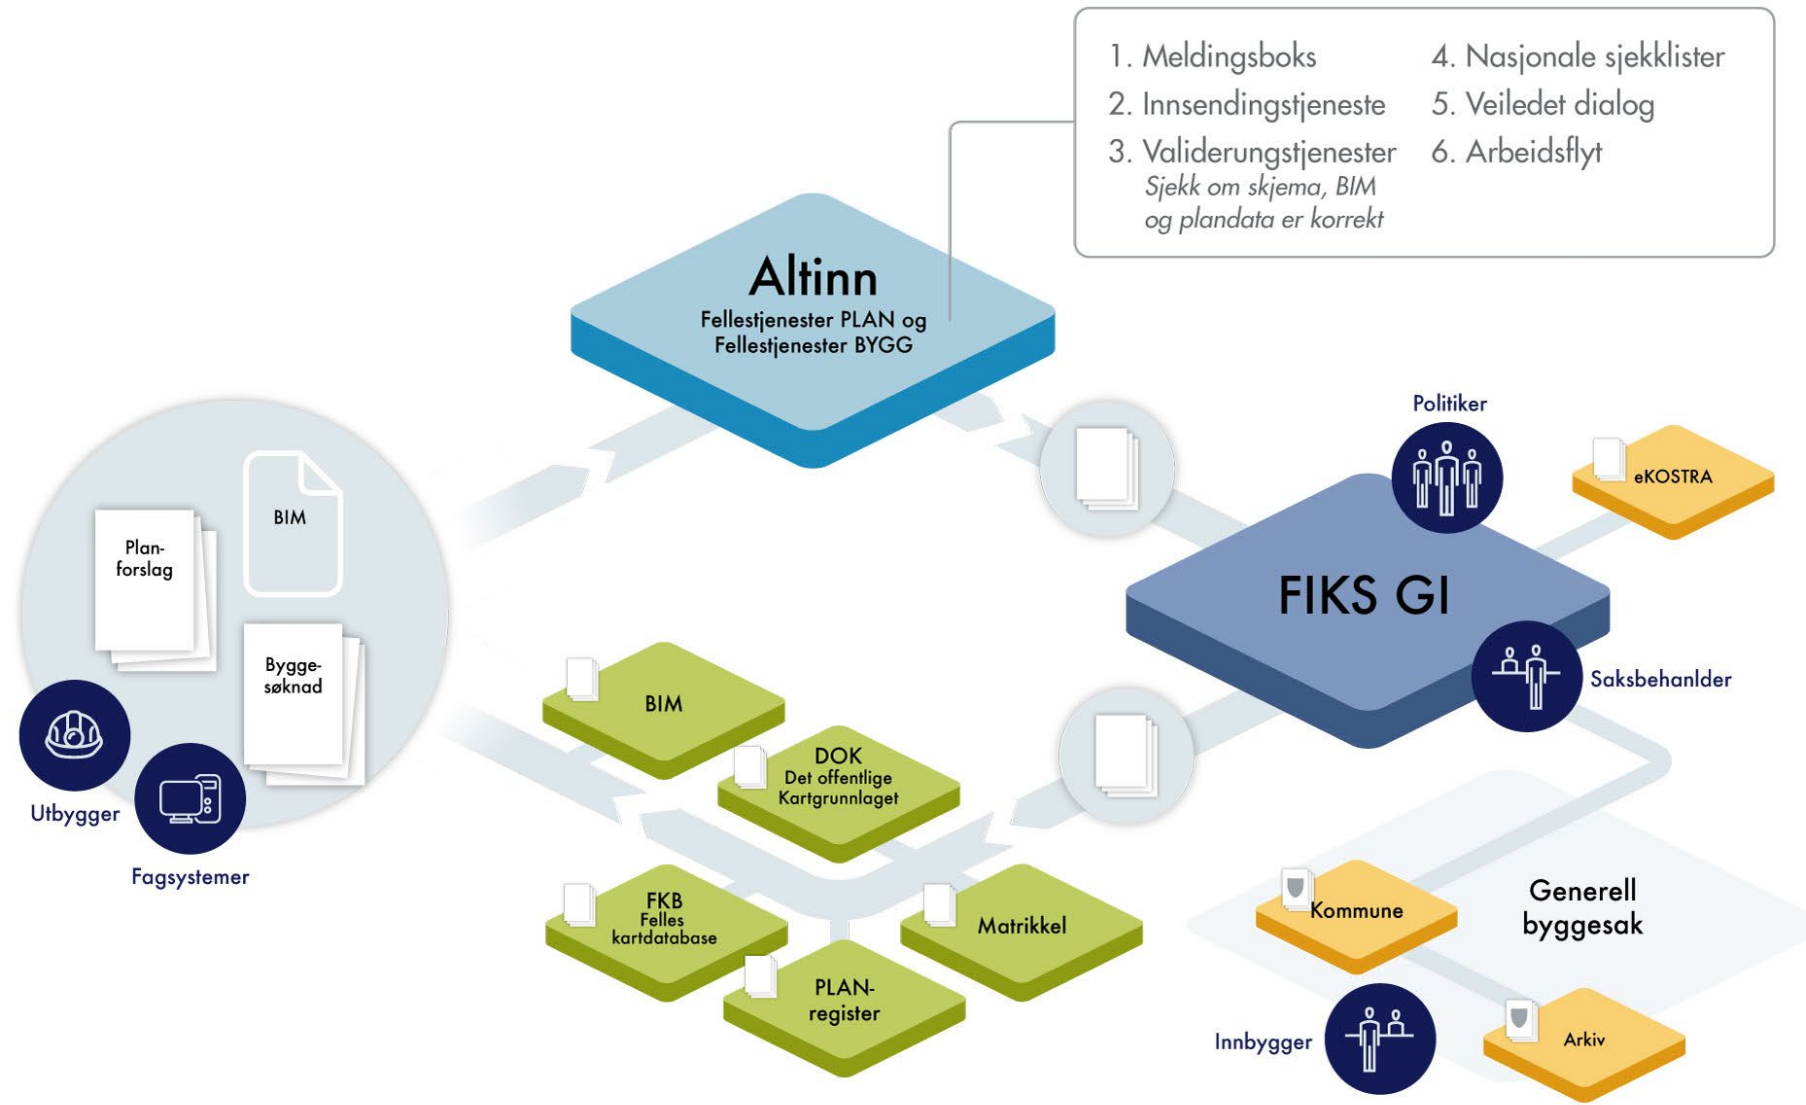 1. Meldingsboks
2. Innsendingstjeneste
3. Validerungstjenester
Sjekk om skjema, BIM
og plandata er korrekt
4. Nasjonale sjekklister
5. Veiledet dialog
6. Arbeidsflyt
Altinn
Fellestjenester PLAN og
Fellestjenester BYGG
Politiker
eKOSTRA
FIKS GI
Saksbehanlder
BIM
Plan-
forslag
Bygge-
søknad
Utbygger
Fagsystemer
BIM
DOK
Det offentlige
Kartgrunnlaget
FKB
Felles
kartdatabase
Matrikkel
PLAN-
register
Generell
byggesak
Kommune
Innbygger
Arkiv